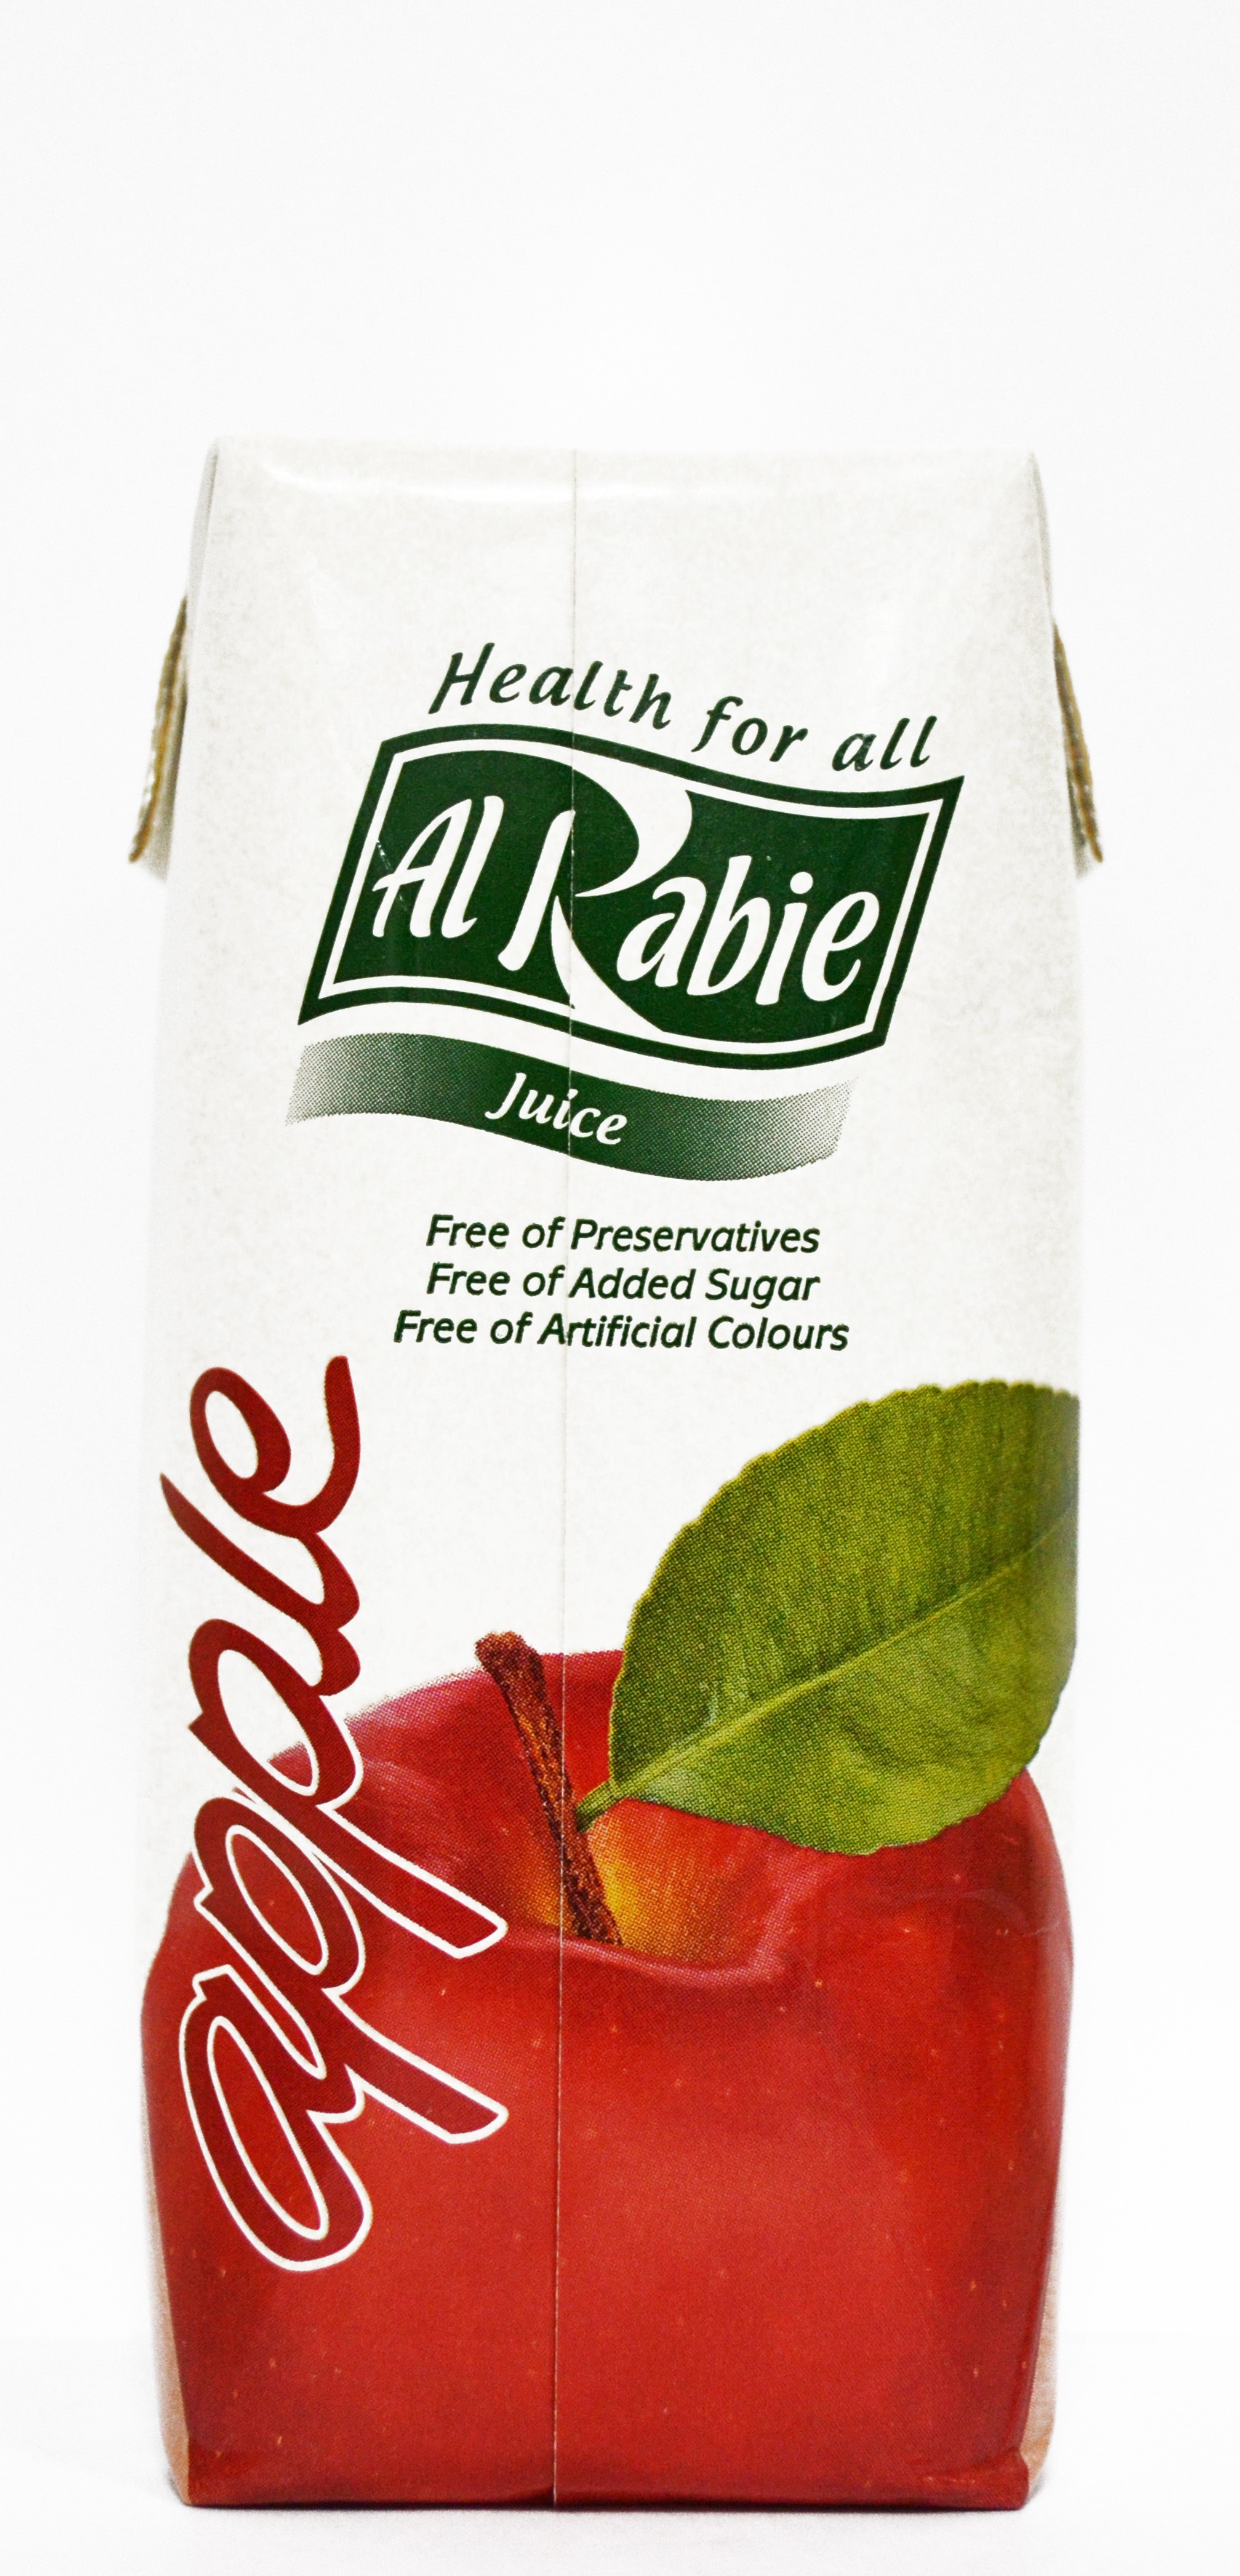 Health for all
Al Rabie
Juice
Free of Preservatives
Free of Added Sugar
Free of Artificial Colours
apple